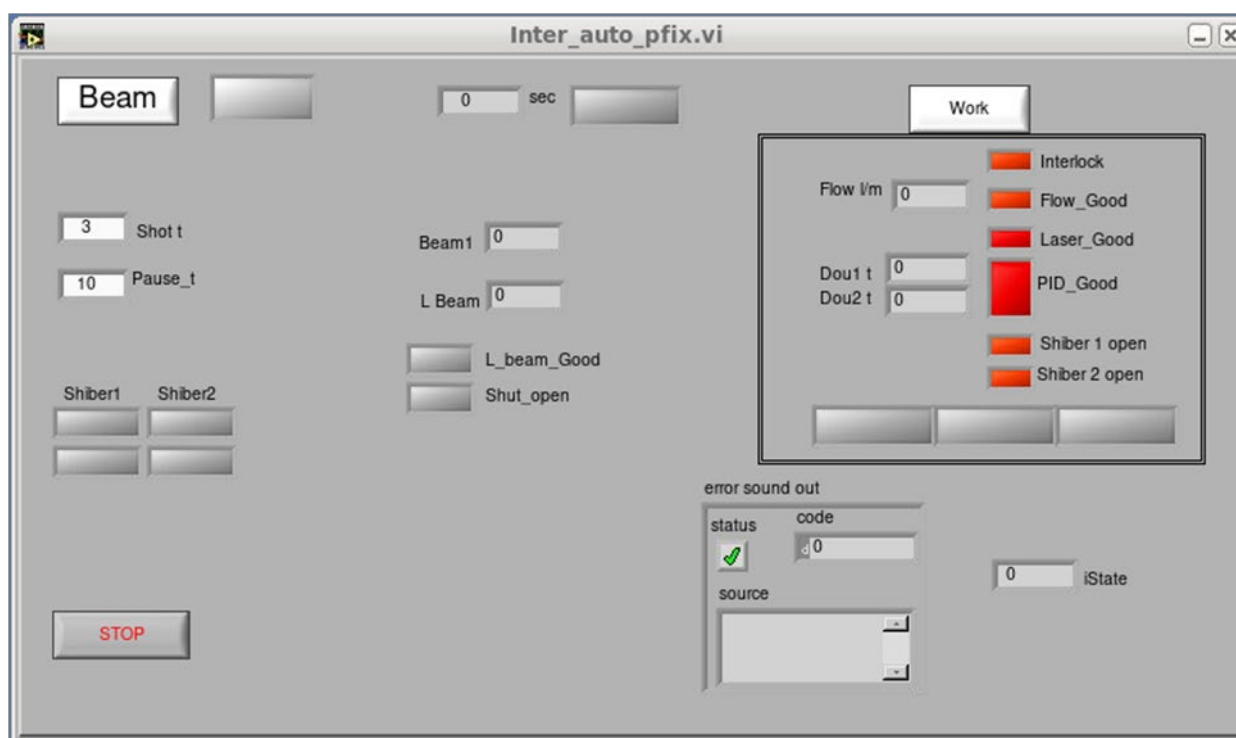 Inter_auto_pfix.vi
Beam
0 sec
Work
Interlock
Flow l/m 0
Flow_Good
3 Shot t
Beam1 0
Laser_Good
10 Pause_t
L Beam 0
Dou1 t 0
Dou2 t 0
PID_Good
L_beam_Good
Shiber 1 open
Shiber 2 open
Shiber1 Shiber2
Shut_open
error sound out
status code
d 0
source
0 iState
STOP